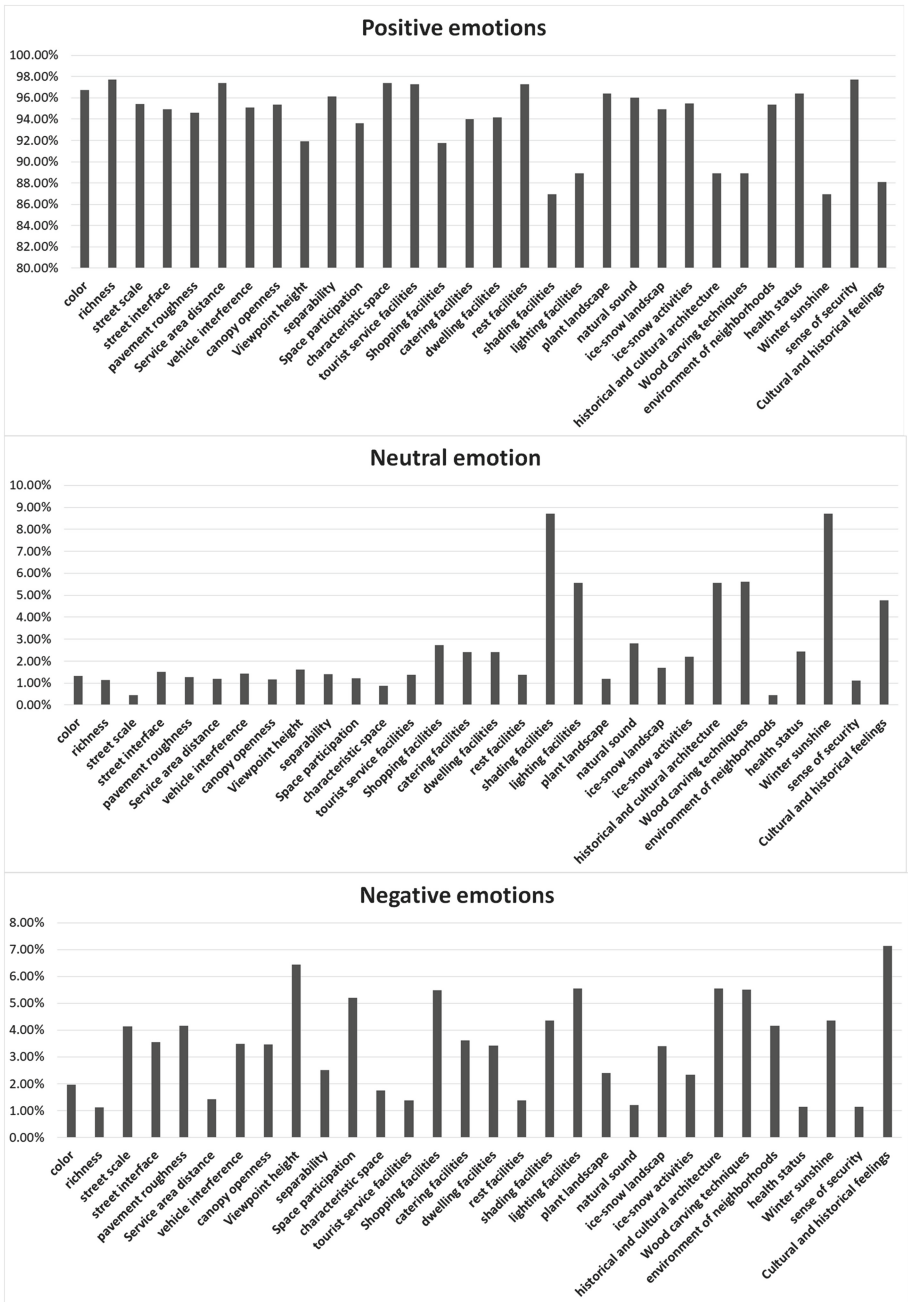 Positive emotions
100.00%
98.00%
96.00%
94.00%
92.00%
90.00%
88.00%
86.00%
84.00%
82.00%
80.00%
color
richness
street scale
street interface
pavement roughness
Service area distance
vehicle interference
canopy openness
Viewpoint height
separability
Space participation
characteristic space
tourist service facilities
Shopping facilities
catering facilities
dwelling facilities
rest facilities
shading facilities
lighting facilities
plant landscape
natural sound
ice-snow landscap
ice-snow activities
historical and cultural architecture
Wood carving techniques
environment of neighborhoods
health status
Winter sunshine
sense of security
Cultural and historical feelings
Neutral emotion
10.00%
9.00%
8.00%
7.00%
6.00%
5.00%
4.00%
3.00%
2.00%
1.00%
0.00%
color
richness
street scale
street interface
pavement roughness
Service area distance
vehicle interference
canopy openness
Viewpoint height
separability
Space participation
characteristic space
tourist service facilities
Shopping facilities
catering facilities
dwelling facilities
rest facilities
shading facilities
lighting facilities
plant landscape
natural sound
ice-snow landscap
ice-snow activities
historical and cultural architecture
Wood carving techniques
environment of neighborhoods
health status
Winter sunshine
sense of security
Cultural and historical feelings
Negative emotions
8.00%
7.00%
6.00%
5.00%
4.00%
3.00%
2.00%
1.00%
0.00%
color
richness
street scale
street interface
pavement roughness
Service area distance
vehicle interference
canopy openness
Viewpoint height
separability
Space participation
characteristic space
tourist service facilities
Shopping facilities
catering facilities
dwelling facilities
rest facilities
shading facilities
lighting facilities
plant landscape
natural sound
ice-snow landscap
ice-snow activities
historical and cultural architecture
Wood carving techniques
environment of neighborhoods
health status
Winter sunshine
sense of security
Cultural and historical feelings